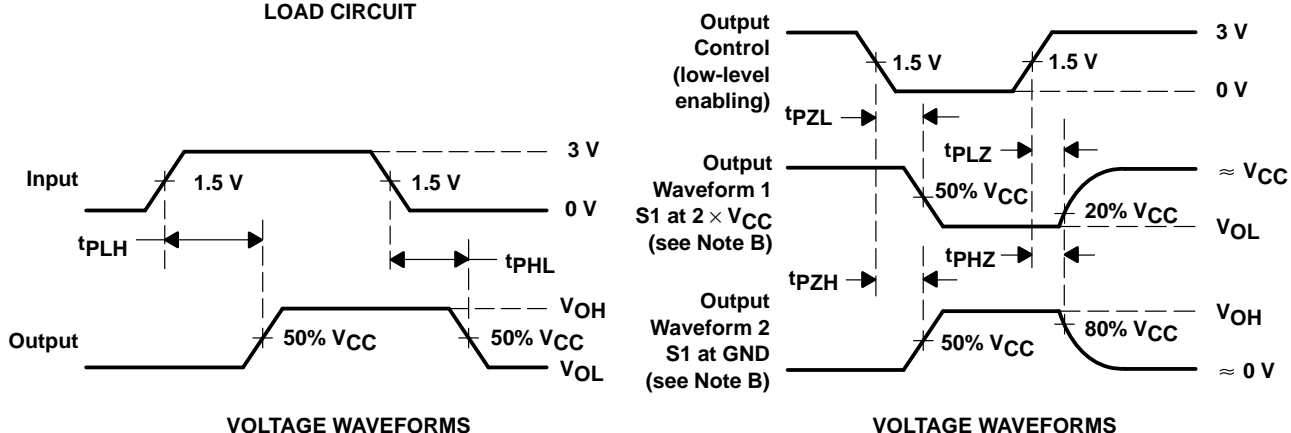 LOAD CIRCUIT
Input
1.5 V
1.5 V
3 V
0 V
tPLH
tPHL
Output
50% VCC
50% VCC
VOH
VOL
VOLTAGE WAVEFORMS
Output
Control
(low-level
enabling)
1.5 V
1.5 V
3 V
0 V
tPZL
tPLZ
Output
Waveform 1
S1 at 2 × VCC
(see Note B)
50% VCC
20% VCC
≈ VCC
VOL
tPZH
tPHZ
Output
Waveform 2
S1 at GND
(see Note B)
50% VCC
80% VCC
VOH
≈ 0 V
VOLTAGE WAVEFORMS